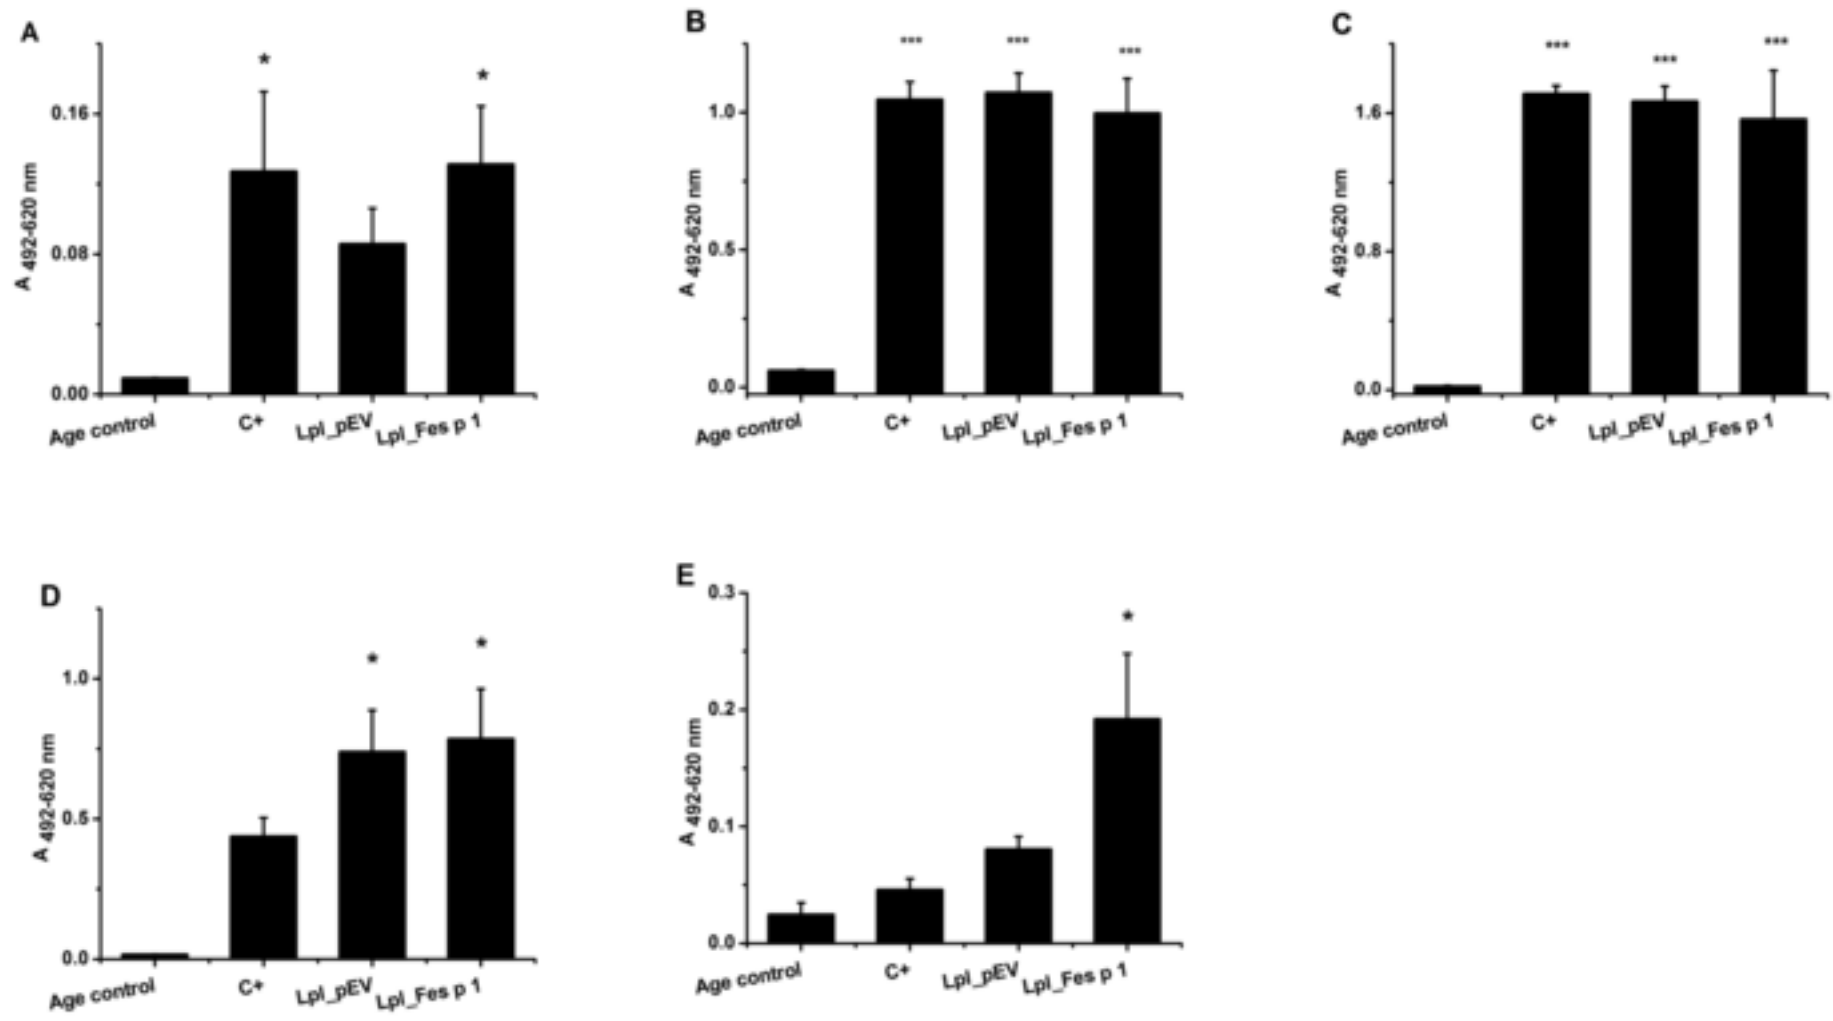 A
*
*
0.16
0.08
0.00
A 492-620 nm
Age control
C+
Lpl_pEV
Lpl_Fes p 1
B
***
***
***
1.0
0.5
0.0
A 492-620 nm
Age control
C+
Lpl_pEV
Lpl_Fes p 1
C
***
***
***
1.6
0.8
0.0
A 492-620 nm
Age control
C+
Lpl_pEV
Lpl_Fes p 1
D
*
*
1.0
0.5
0.0
A 492-620 nm
Age control
C+
Lpl_pEV
Lpl_Fes p 1
E
*
0.3
0.2
0.1
0.0
A 492-620 nm
Age control
C+
Lpl_pEV
Lpl_Fes p 1